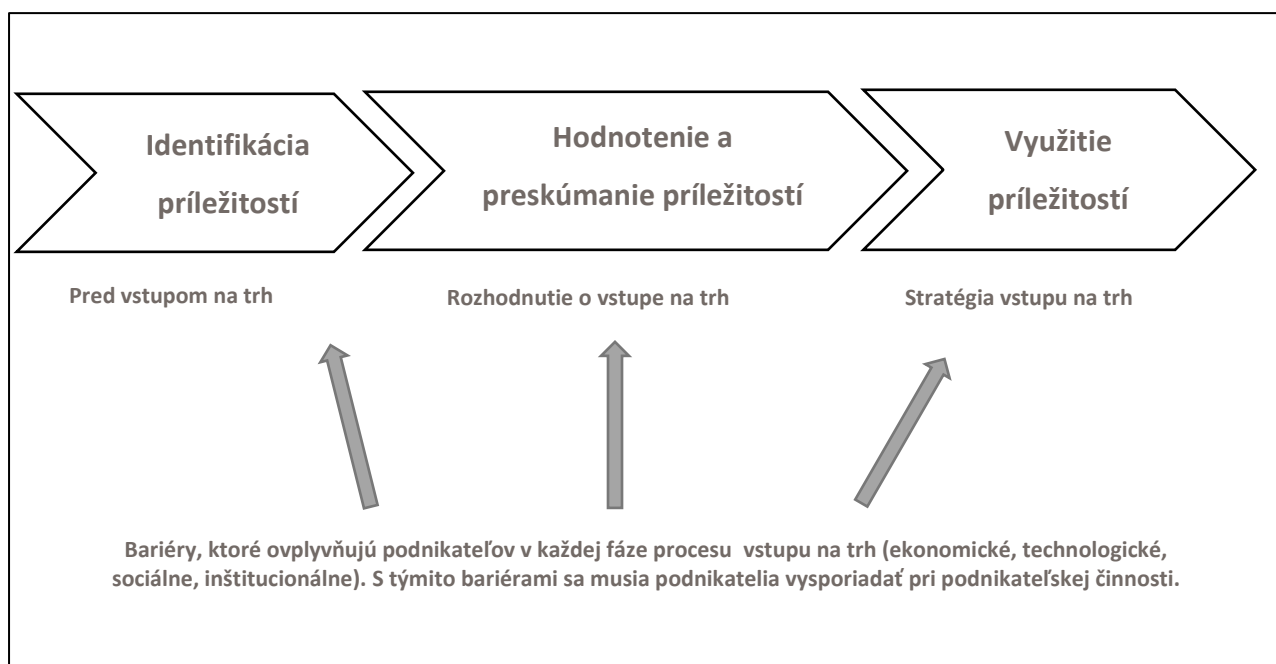 Identifikácia
príležitostí
Hodnotenie a
preskúmanie príležitostí
Využitie
príležitostí
Pred vstupom na trh
Rozhodnutie o vstupe na trh
Stratégia vstupu na trh
Bariéry, ktoré ovplyvňujú podnikateľov v každej fáze procesu vstupu na trh (ekonomické, technologické,
sociálne, inštitucionálne). S týmito bariérami sa musia podnikatelia vysporiadať pri podnikateľskej činnosti.